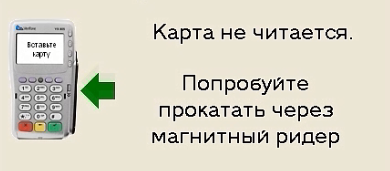 Вставьте
карту
Карта не читается.
Попробуйте
прокатать через
магнитный ридер